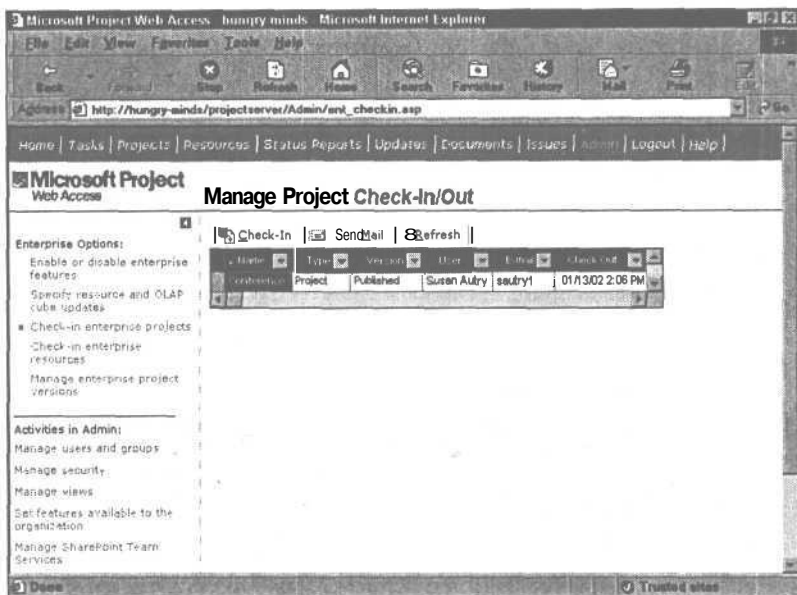 Microsoft Project Web Access hungry minds - Microsoft Internet Explorer
File Edit View Favorites Tools Help
Back Forward Stop Refresh Home Search Favorites History Mail Print Edit
Address http://hungry-minds/projectserver/Admin/ent_checkin.asp Go
Home | Tasks | Projects | Resources | Status Reports | Updates | Documents | Issues | Admin | Logout | Help |
Microsoft Project
Web Access
Manage Project Check-In/Out
Check-In | SendMail | Refresh
Name Type Version User Email Check Out
Conference Project Published Susan Autry sautry1 01/13/02 2:06 PM
Enterprise Options:
Enable or disable enterprise
features
Specify resource and OLAP
cube updates
Check-in enterprise projects
Check-in enterprise
resources
Manage enterprise project
versions
Activities in Admin:
Manage users and groups
Manage security
Manage views
Set features available to the
organization
Manage SharePoint Team
Services
Done Trusted sites